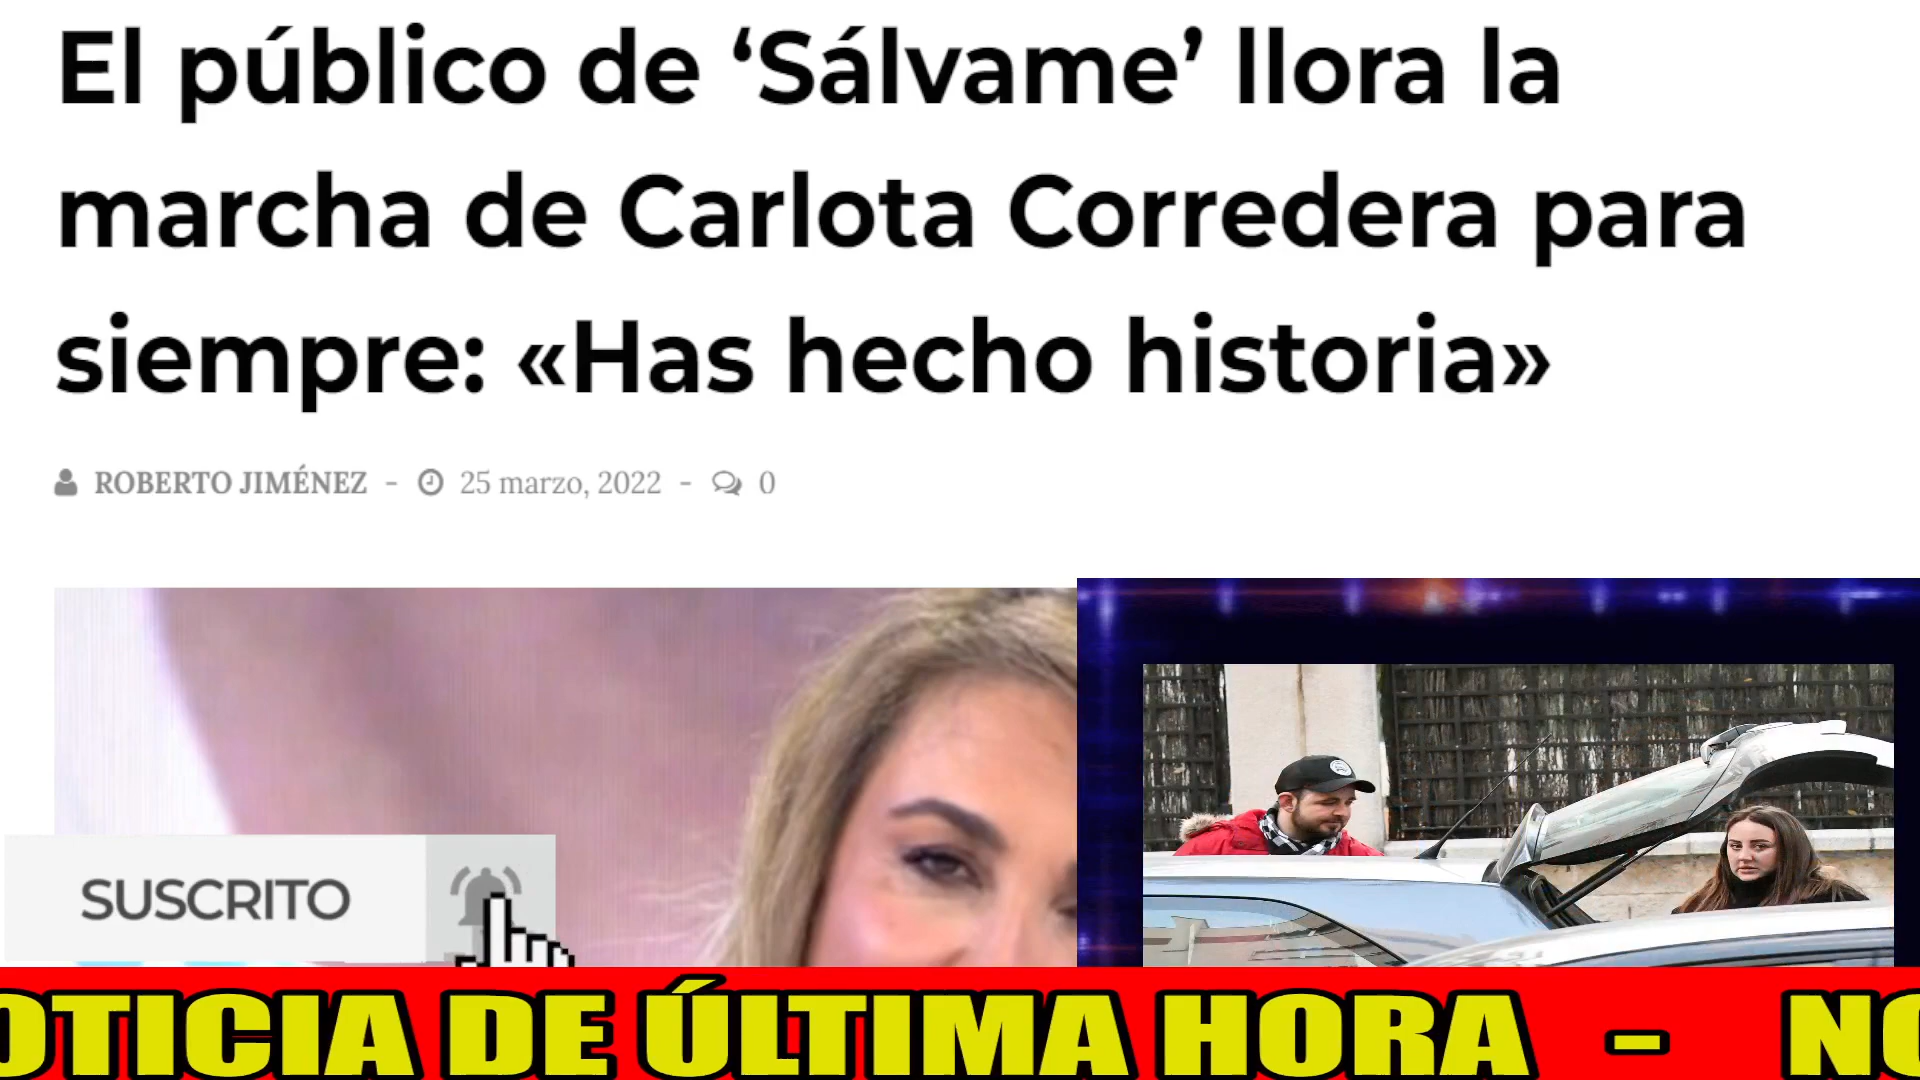 El público de ‘Sálvame’ llora la
marcha de Carlota Corredera para
siempre: «Has hecho historia»
ROBERTO JIMÉNEZ - 25 marzo, 2022 - 0
SUSCRITO
OTICIA DE ÚLTIMA HORA - NO